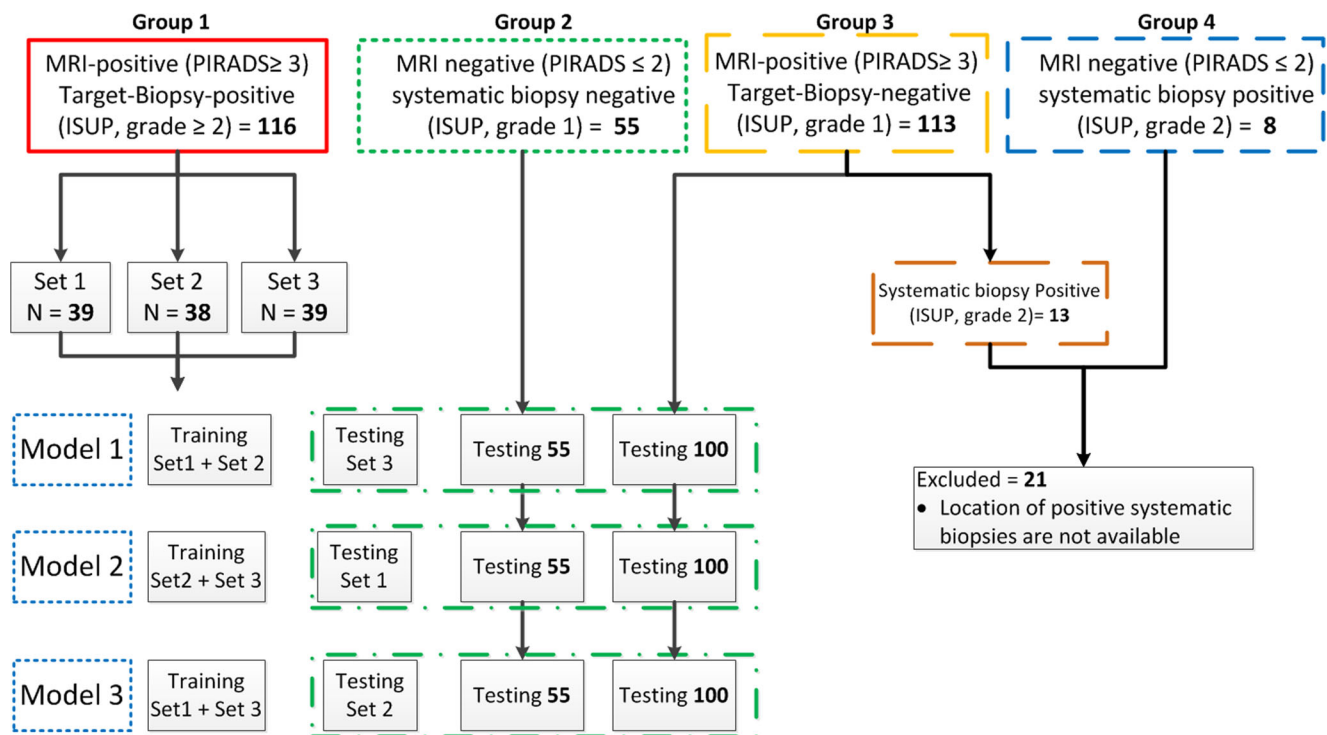 Group 1
MRI-positive (PIRADS≥ 3)
Target-Biopsy-positive
(ISUP, grade ≥ 2) = 116
Group 2
MRI negative (PIRADS ≤ 2)
systematic biopsy negative
(ISUP, grade 1) = 55
Group 3
MRI-positive (PIRADS≥ 3)
Target-Biopsy-negative
(ISUP, grade 1) = 113
Group 4
MRI negative (PIRADS ≤ 2)
systematic biopsy positive
(ISUP, grade 2) = 8
Set 1
N = 39
Set 2
N = 38
Set 3
N = 39
Systematic biopsy Positive
(ISUP, grade 2)= 13
Model 1
Training
Set1 + Set 2
Testing
Set 3
Testing 55
Testing 100
Excluded = 21
• Location of positive systematic
biopsies are not available
Model 2
Training
Set2 + Set 3
Testing
Set 1
Testing 55
Testing 100
Model 3
Training
Set1 + Set 3
Testing
Set 2
Testing 55
Testing 100